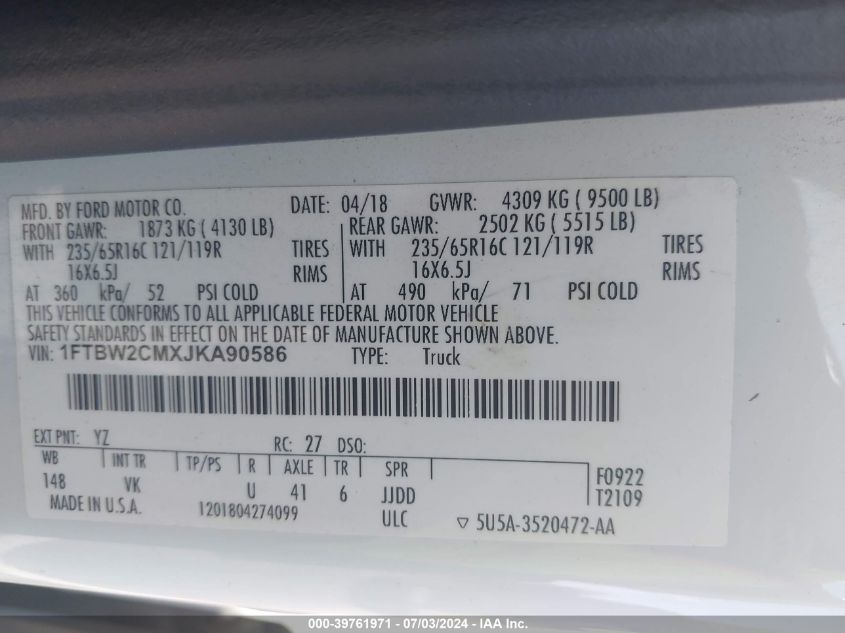 MFD. BY FORD MOTOR CO. DATE: 04/18 GVWR: 4309 KG ( 9500 LB)
FRONT GAWR: 1873 KG ( 4130 LB) REAR GAWR: 2502 KG ( 5515 LB)
WITH 235/65R16C 121/119R TIRES WITH 235/65R16C 121/119R TIRES
16X6.5J RIMS 16X6.5J RIMS
AT 360 kPa/ 52 PSI COLD AT 490 kPa/ 71 PSI COLD
THIS VEHICLE CONFORMS TO ALL APPLICABLE FEDERAL MOTOR VEHICLE
SAFETY STANDARDS IN EFFECT ON THE DATE OF MANUFACTURE SHOWN ABOVE.
VIN: 1FTBW2CMXJKA90586 TYPE: Truck
EXT PNT: YZ RC: 27 DSO:
WB INT TR TP/PS R AXLE TR SPR F0922
148 VK U 41 6 JJDD T2109
MADE IN U.S.A. 1201804274099 ULC ▽ 5U5A-3520472-AA
000-39761971 - 07/03/2024 - IAA Inc.